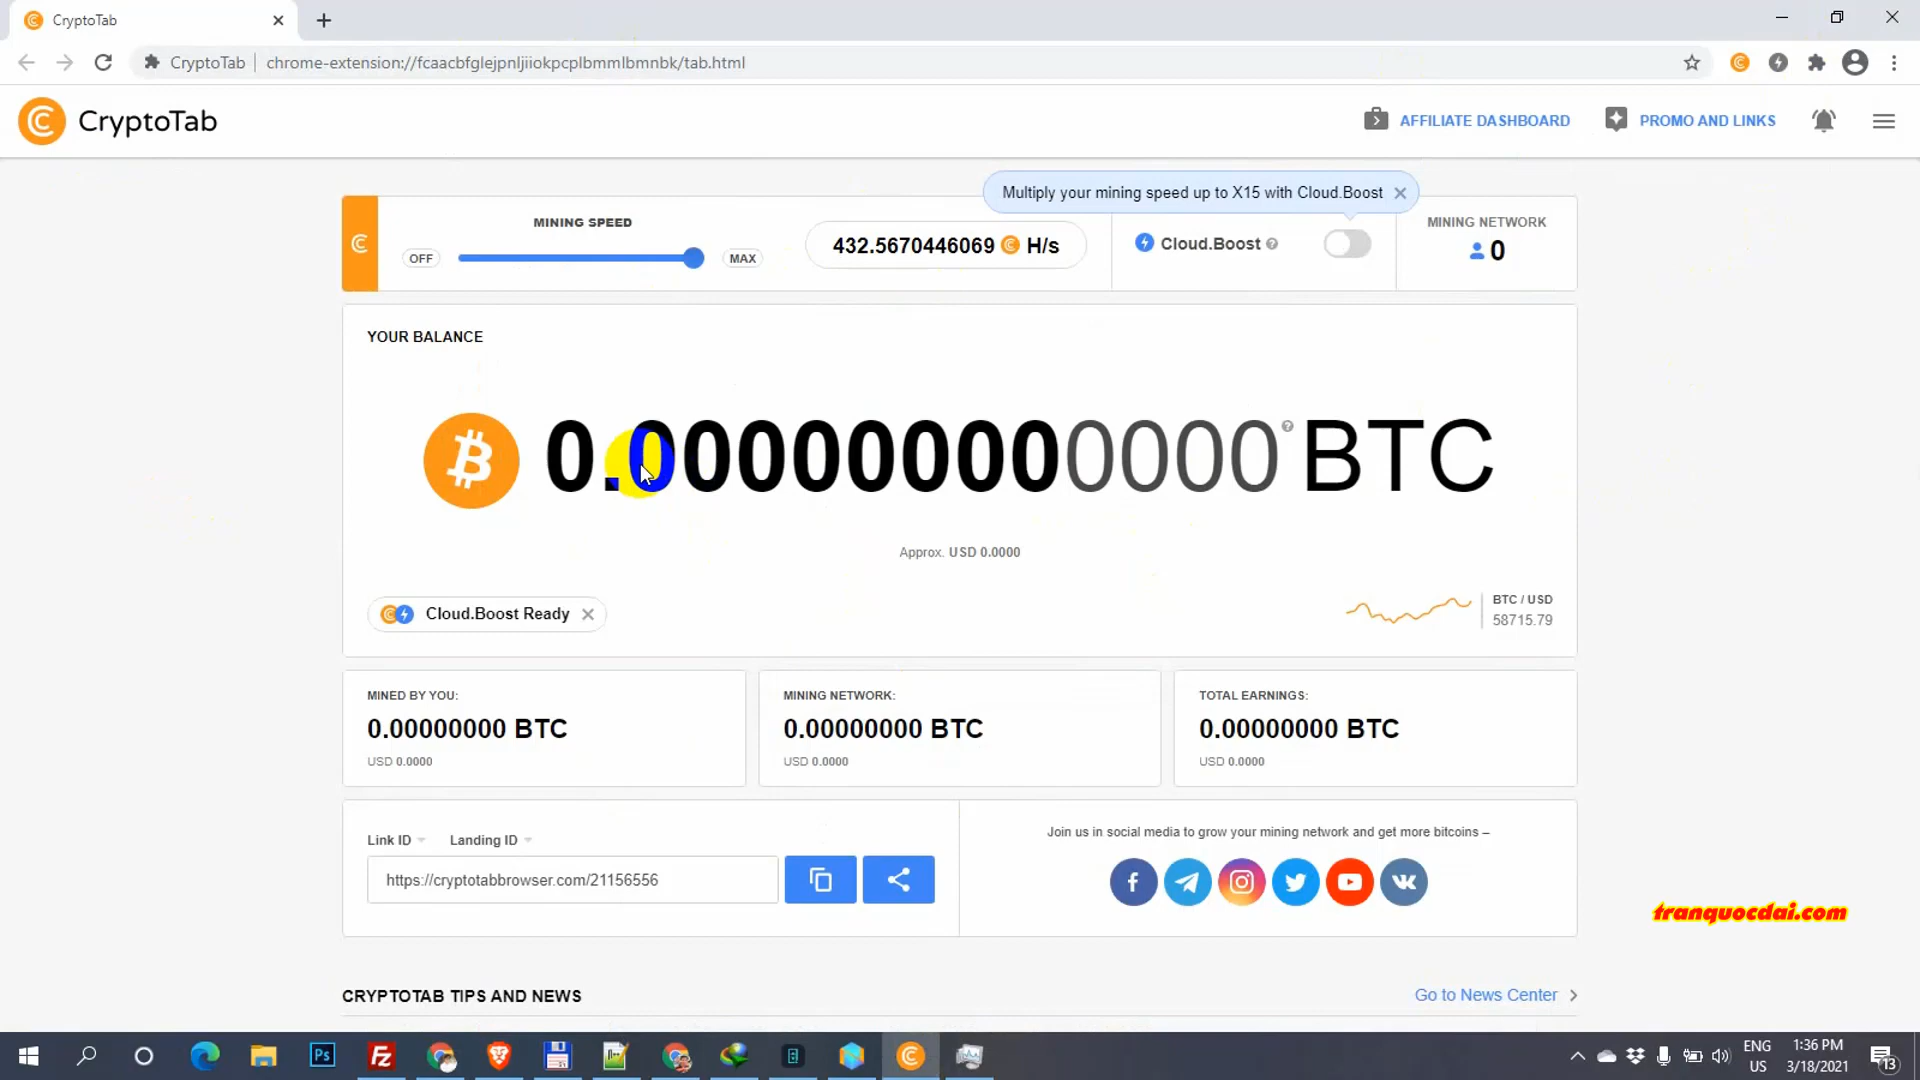 CryptoTab
CryptoTab chrome-extension://fcaacbfglejpnljiiokpcplbmmlbmnbk/tab.html
CryptoTab
AFFILIATE DASHBOARD
PROMO AND LINKS
Multiply your mining speed up to X15 with Cloud.Boost
MINING SPEED
OFF
MAX
432.5670446069 H/s
Cloud.Boost
MINING NETWORK
0
YOUR BALANCE
0.0000000000000 BTC
Approx. USD 0.0000
Cloud.Boost Ready
BTC / USD
58715.79
MINED BY YOU:
0.00000000 BTC
USD 0.0000
MINING NETWORK:
0.00000000 BTC
USD 0.0000
TOTAL EARNINGS:
0.00000000 BTC
USD 0.0000
Link ID
Landing ID
https://cryptotabbrowser.com/21156556
Join us in social media to grow your mining network and get more bitcoins –
tranquocdai.com
CRYPTOTAB TIPS AND NEWS
Go to News Center
Ps
ENG
US
1:36 PM
3/18/2021
13